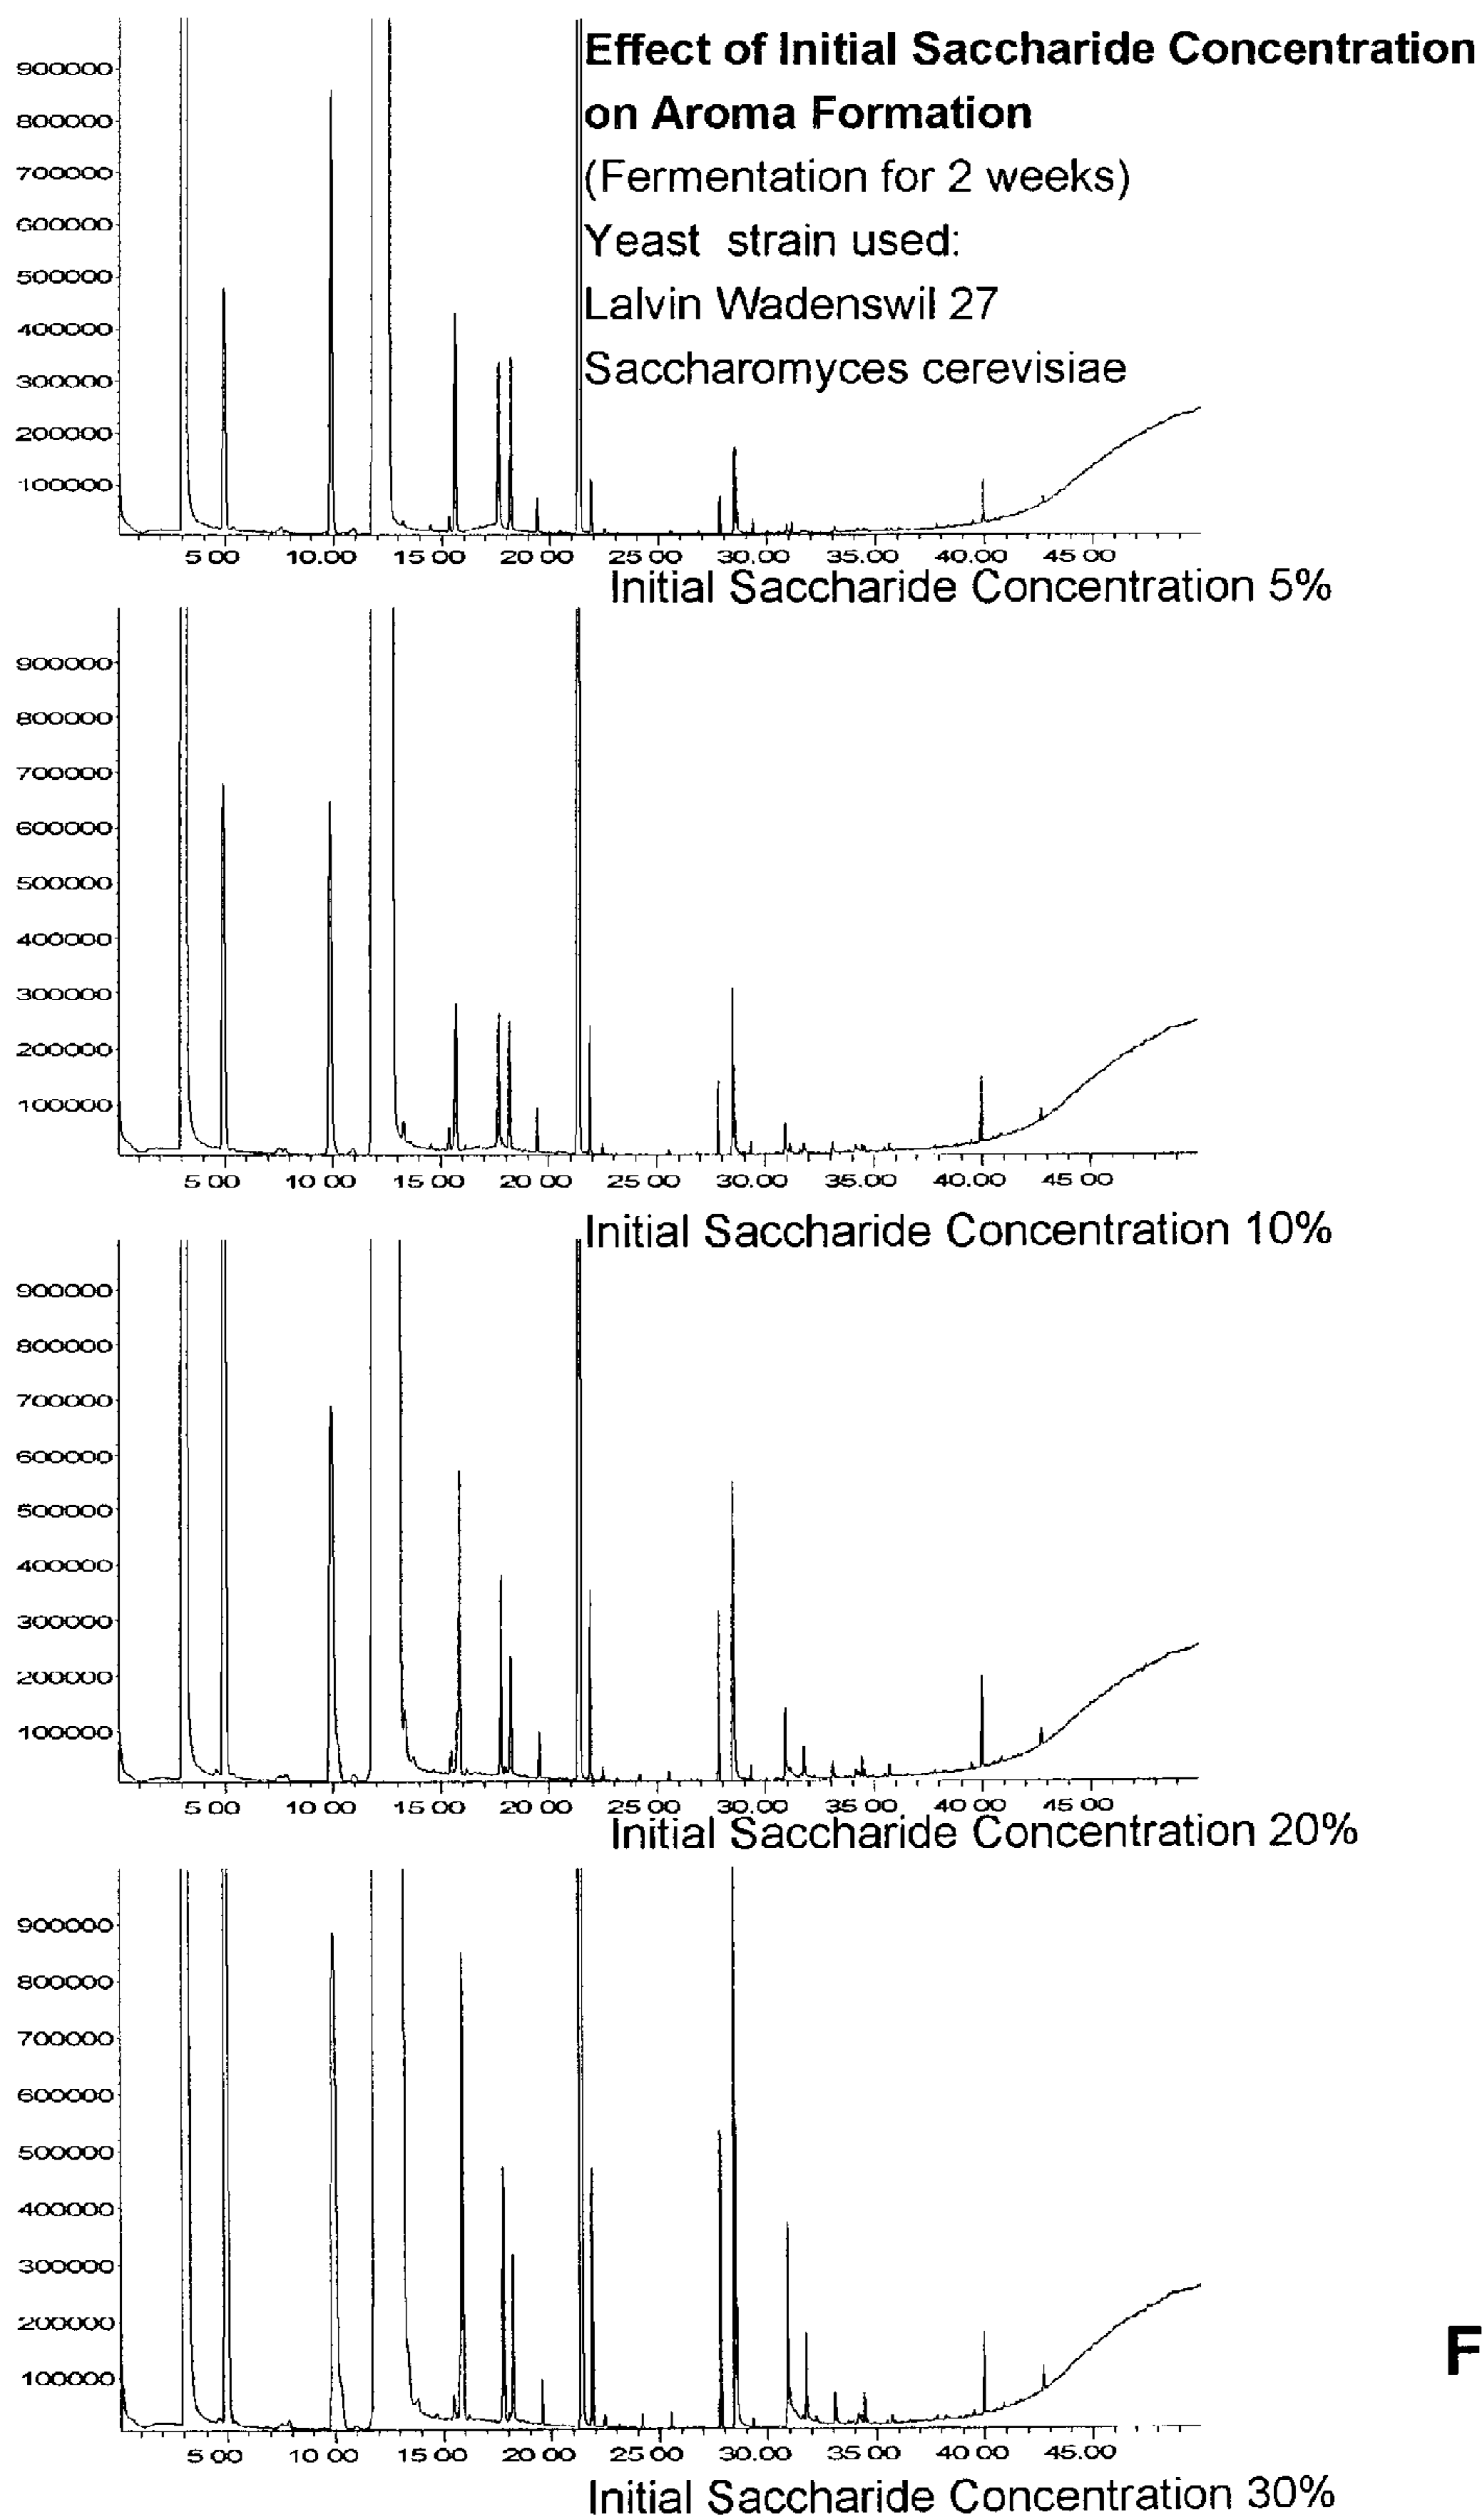 Effect of Initial Saccharide Concentration
on Aroma Formation
(Fermentation for 2 weeks)
Yeast strain used:
Lalvin Wadenswil 27
Saccharomyces cerevisiae
900000
800000
700000
600000
500000
400000
300000
200000
100000
5 00 10.00 15 00 20 00 25 00 30.00 35.00 40.00 45 00
Initial Saccharide Concentration 5%
900000
800000
700000
600000
500000
400000
300000
200000
100000
5 00 10 00 15 00 20 00 25 00 30.00 35.00 40.00 45 00
Initial Saccharide Concentration 10%
900000
800000
700000
600000
500000
400000
300000
200000
100000
5 00 10 00 15 00 20 00 25 00 30.00 35 00 40 00 45 00
Initial Saccharide Concentration 20%
900000
800000
700000
600000
500000
400000
300000
200000
100000
5 00 10 00 15 00 20 00 25 00 30.00 35 00 40 00 45.00
Initial Saccharide Concentration 30%
F